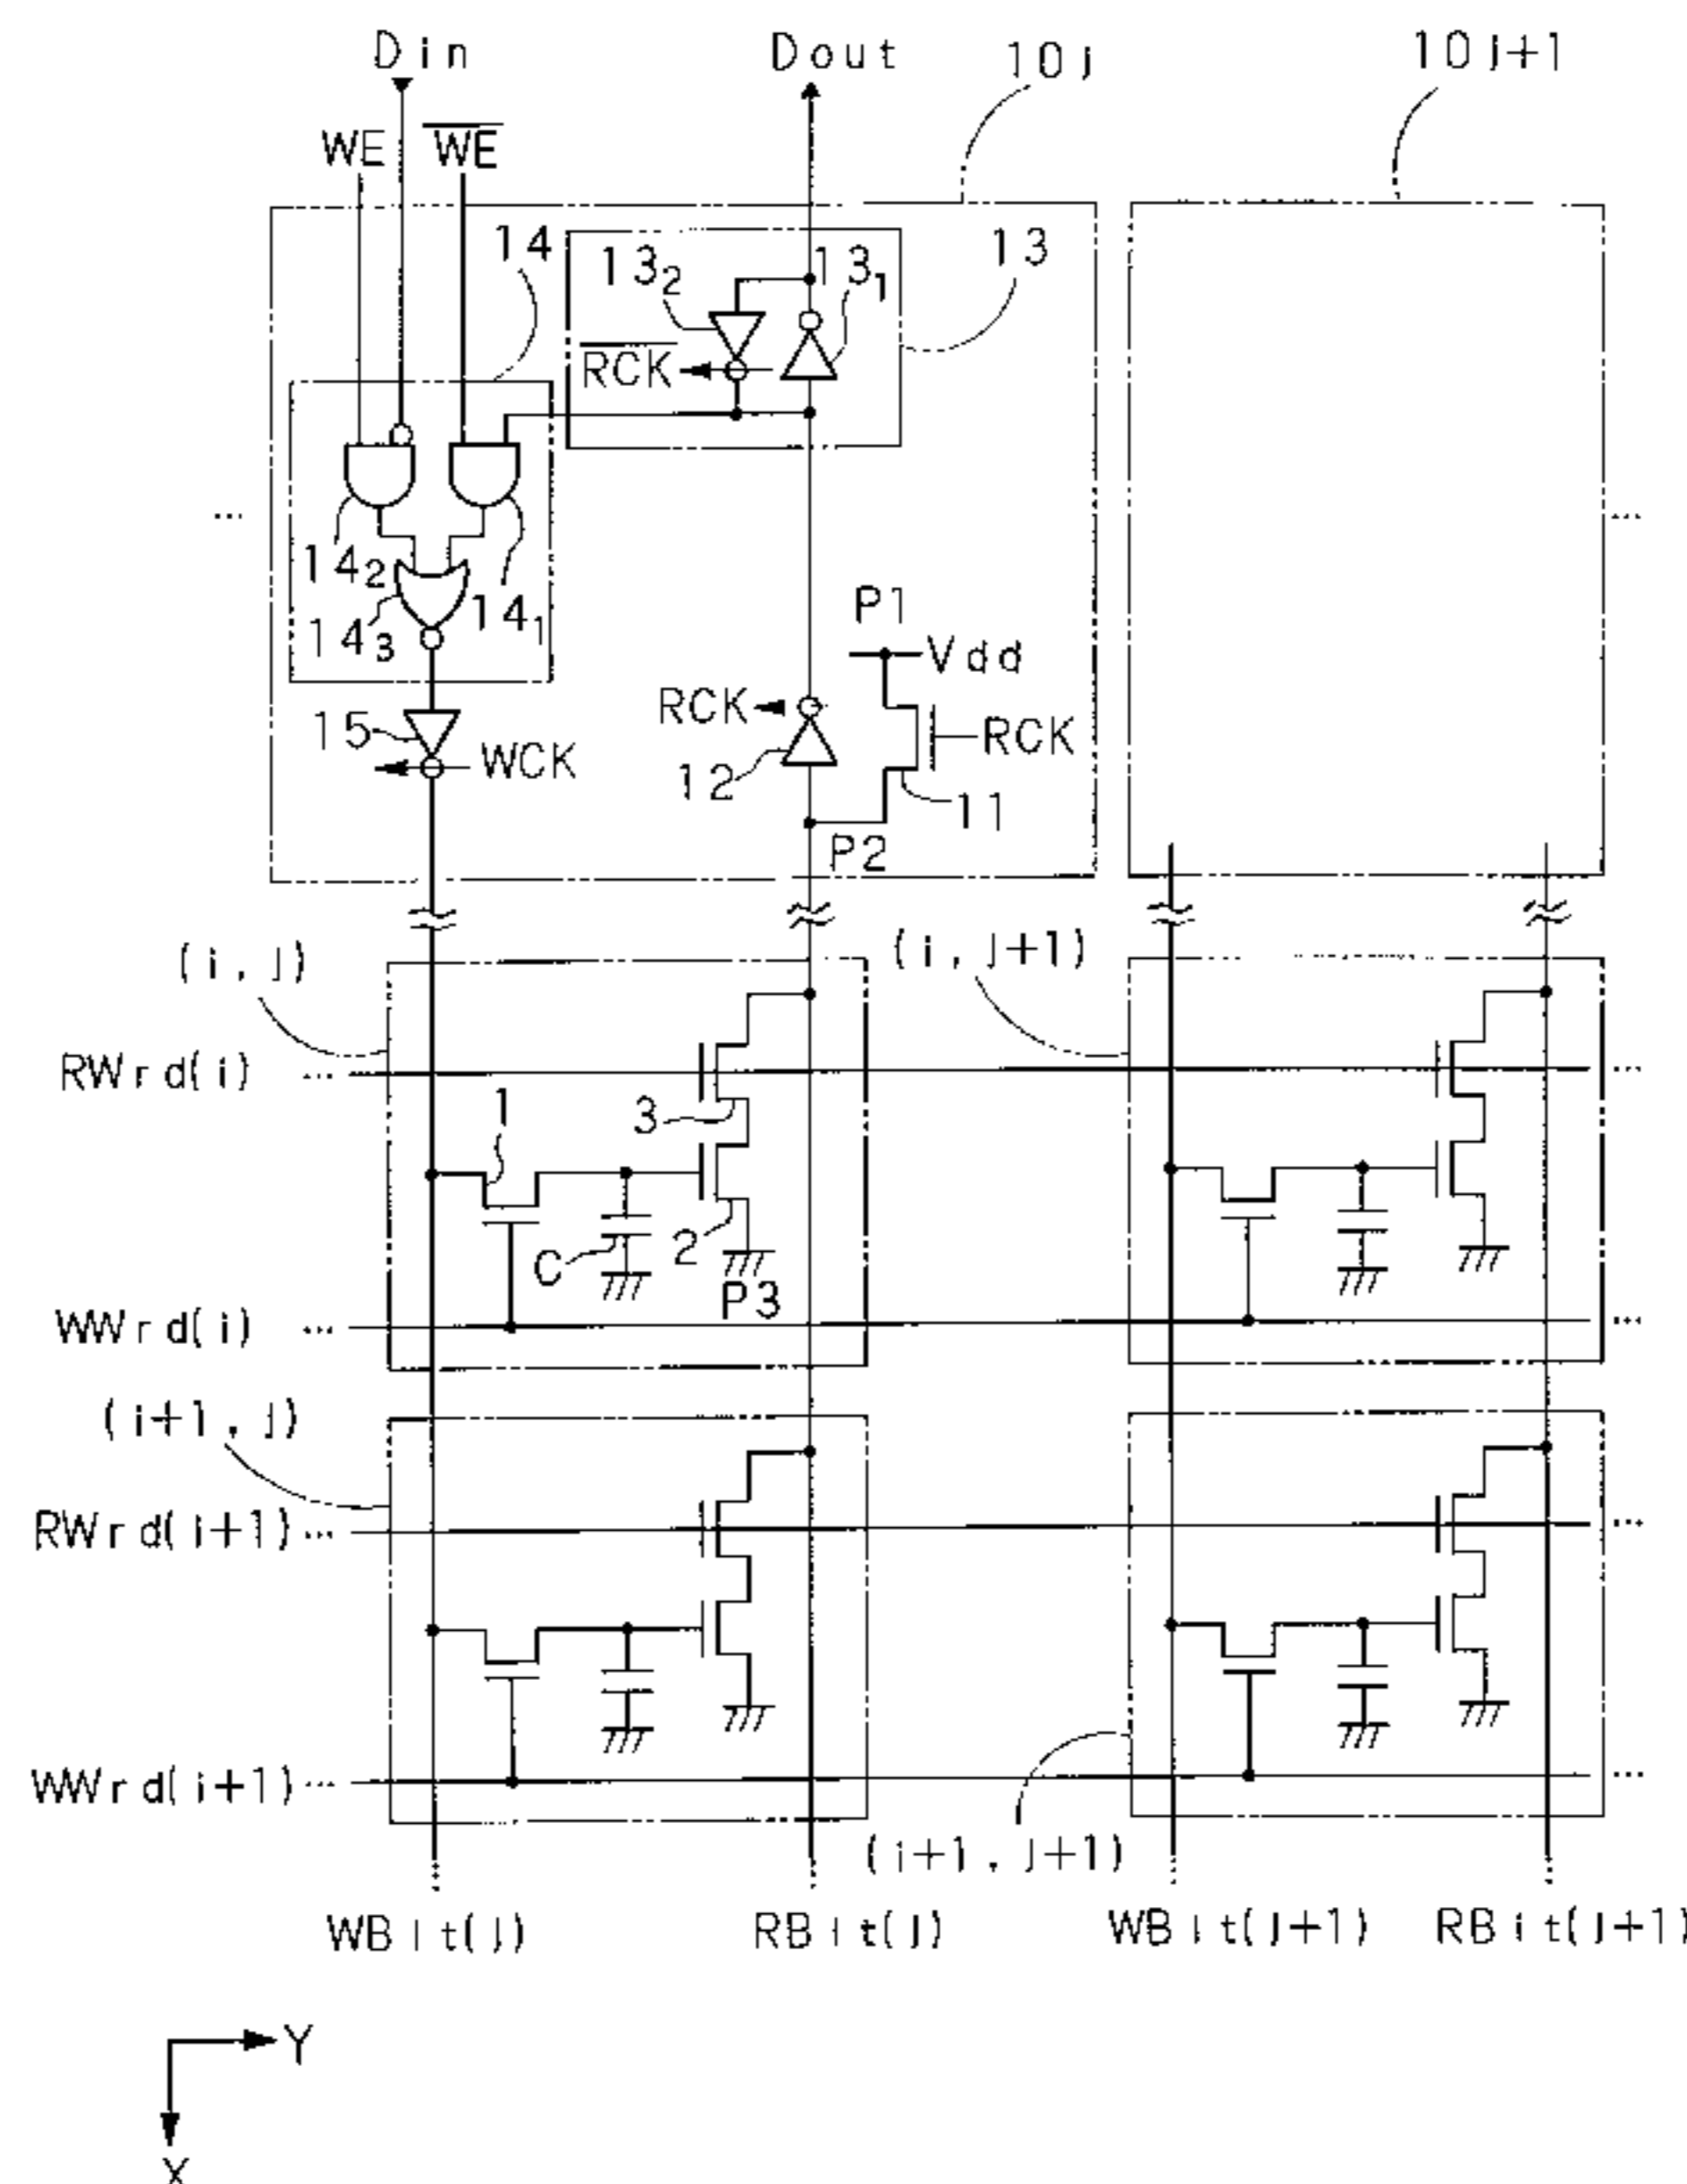 Din Dout 10j 10j+1
WE W̅E̅
14 13₂ 13₁ 13
R̅C̅K̅
... ...
14₂
14₃ 14₁
P1
Vdd
RCK RCK
15 WCK 12 11
P2
(i,j) (i,j+1)
RWrd(i) ... ...
1 3
C 2
P3
WWrd(i) ... ...
(i+1,j)
RWrd(i+1) ... ...
WWrd(i+1) ... ...
(i+1,j+1)
WBit(j) RBit(j) WBit(j+1) RBit(j+1)
Y
X